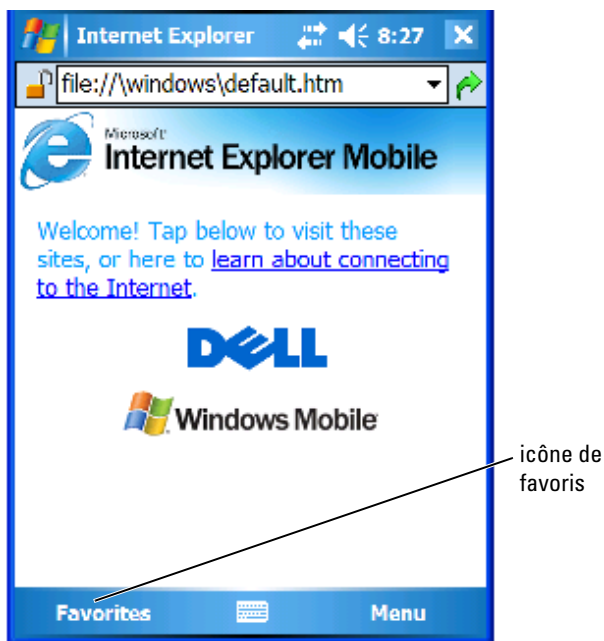 Internet Explorer 8:27
file://\windows\default.htm
Microsoft
Internet Explorer Mobile
Welcome! Tap below to visit these
sites, or here to learn about connecting
to the Internet.
DELL
Windows Mobile
icône de
favoris
Favorites Menu